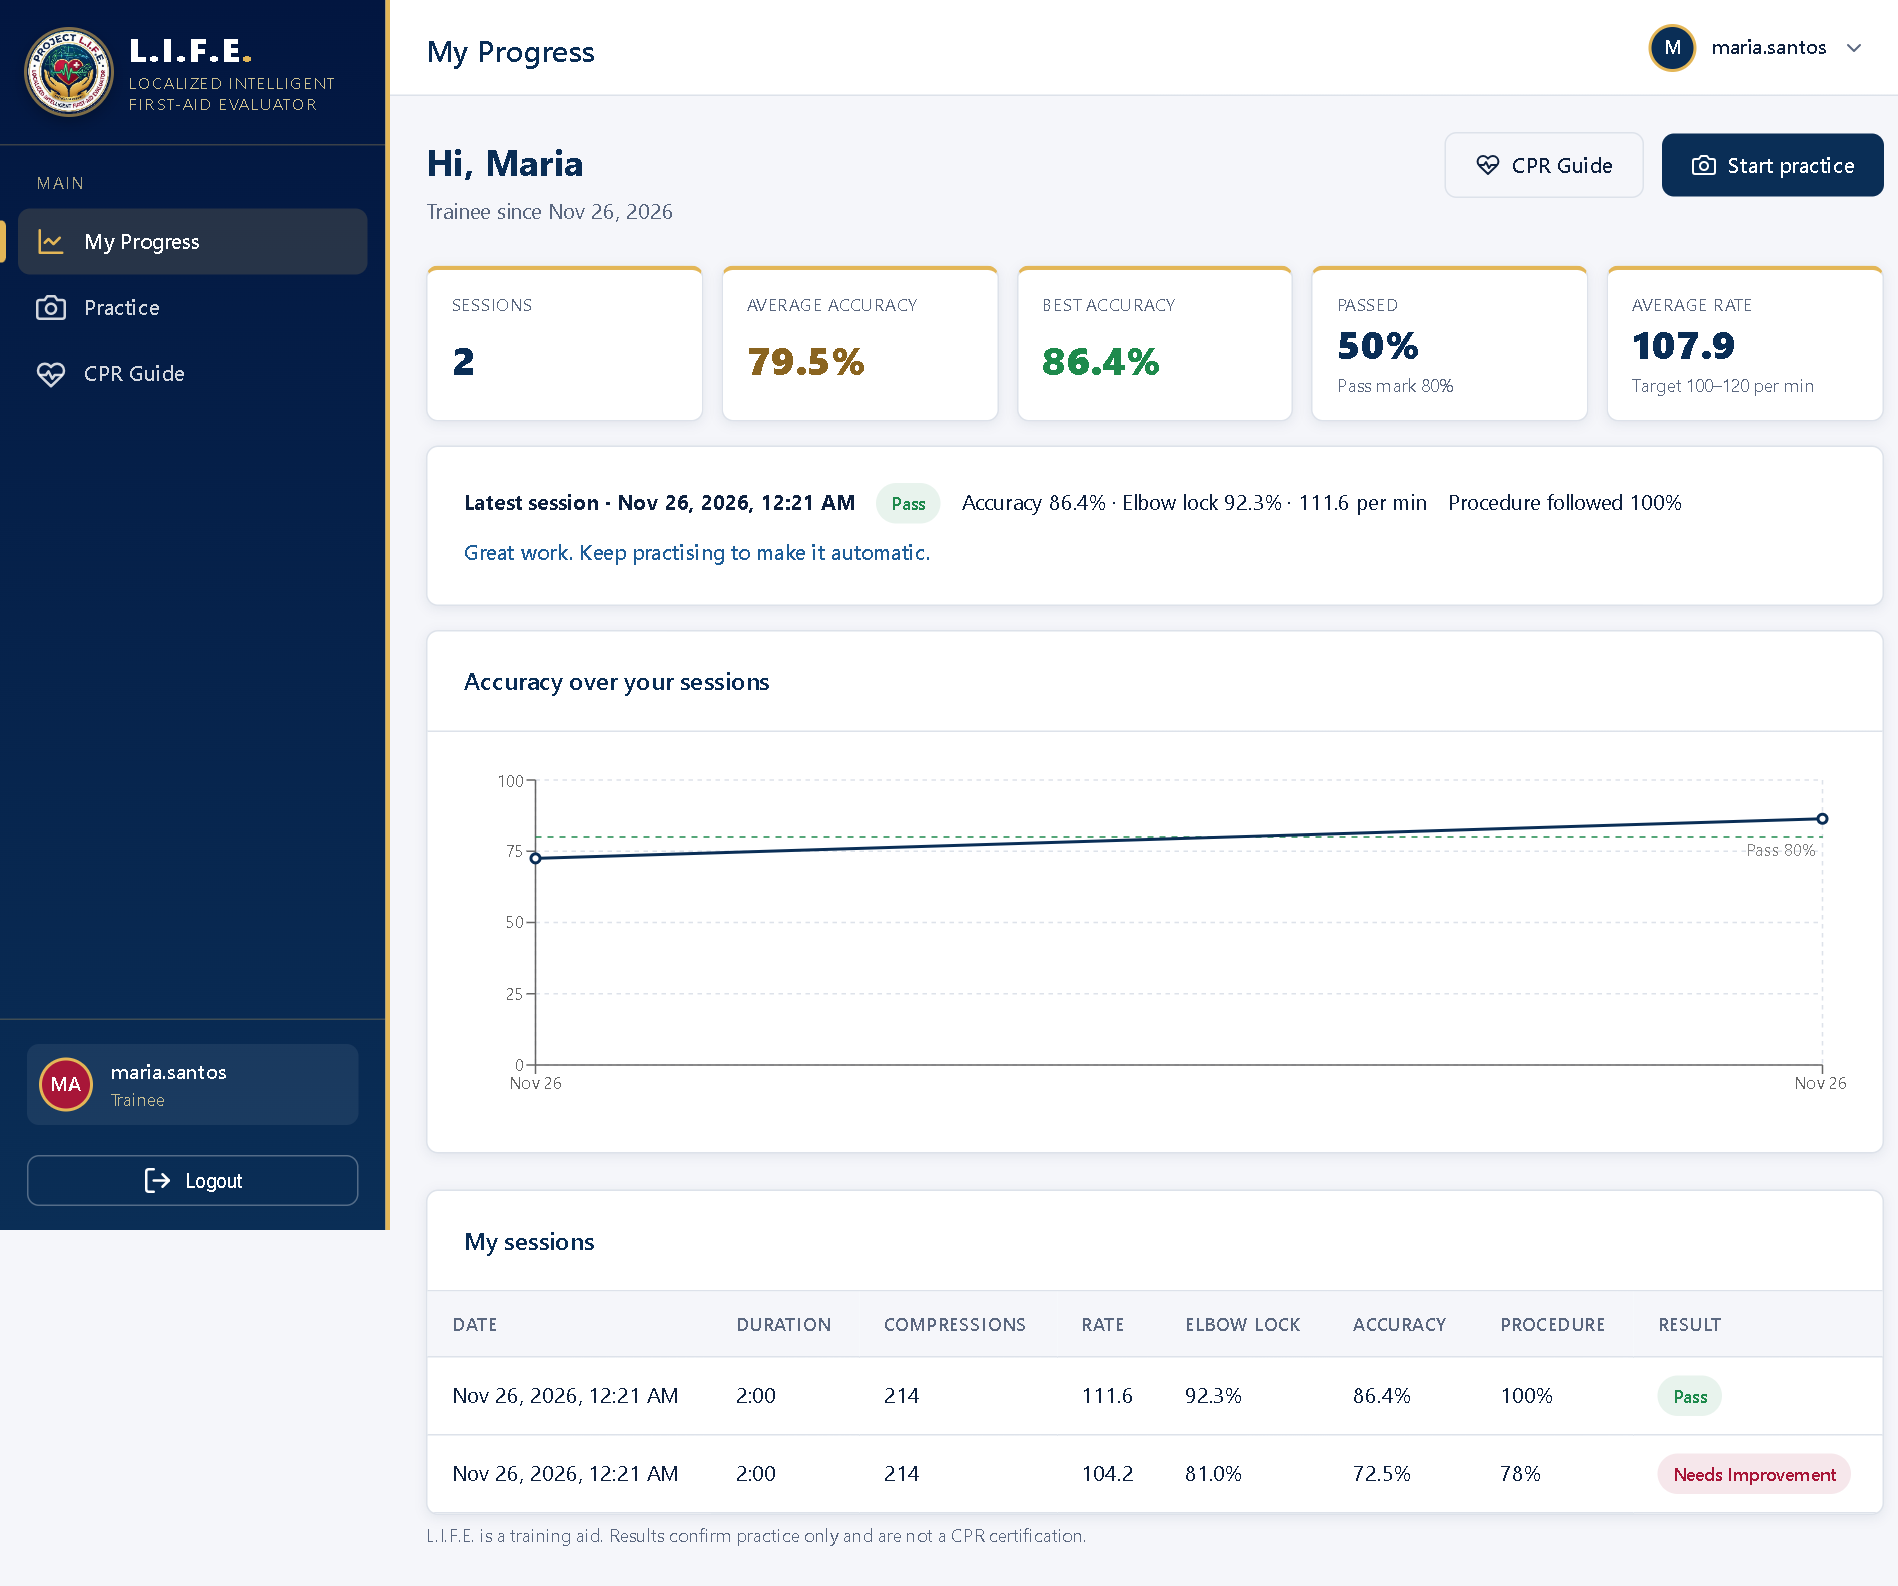 PROJECT L.I.F.E.
LOCALIZED INTELLIGENT FIRST-AID EVALUATOR
L.I.F.E.
LOCALIZED INTELLIGENT
FIRST-AID EVALUATOR
MAIN
My Progress
Practice
CPR Guide
MA
maria.santos
Trainee
Logout
My Progress
M
maria.santos
Hi, Maria
Trainee since Nov 26, 2026
CPR Guide
Start practice
SESSIONS
2
AVERAGE ACCURACY
79.5%
BEST ACCURACY
86.4%
PASSED
50%
Pass mark 80%
AVERAGE RATE
107.9
Target 100–120 per min
Latest session · Nov 26, 2026, 12:21 AM Pass Accuracy 86.4% · Elbow lock 92.3% · 111.6 per min Procedure followed 100%
Great work. Keep practising to make it automatic.
Accuracy over your sessions
100
75
50
25
0
Pass 80%
Nov 26 Nov 26
My sessions
DATE DURATION COMPRESSIONS RATE ELBOW LOCK ACCURACY PROCEDURE RESULT
Nov 26, 2026, 12:21 AM 2:00 214 111.6 92.3% 86.4% 100% Pass
Nov 26, 2026, 12:21 AM 2:00 214 104.2 81.0% 72.5% 78% Needs Improvement
L.I.F.E. is a training aid. Results confirm practice only and are not a CPR certification.